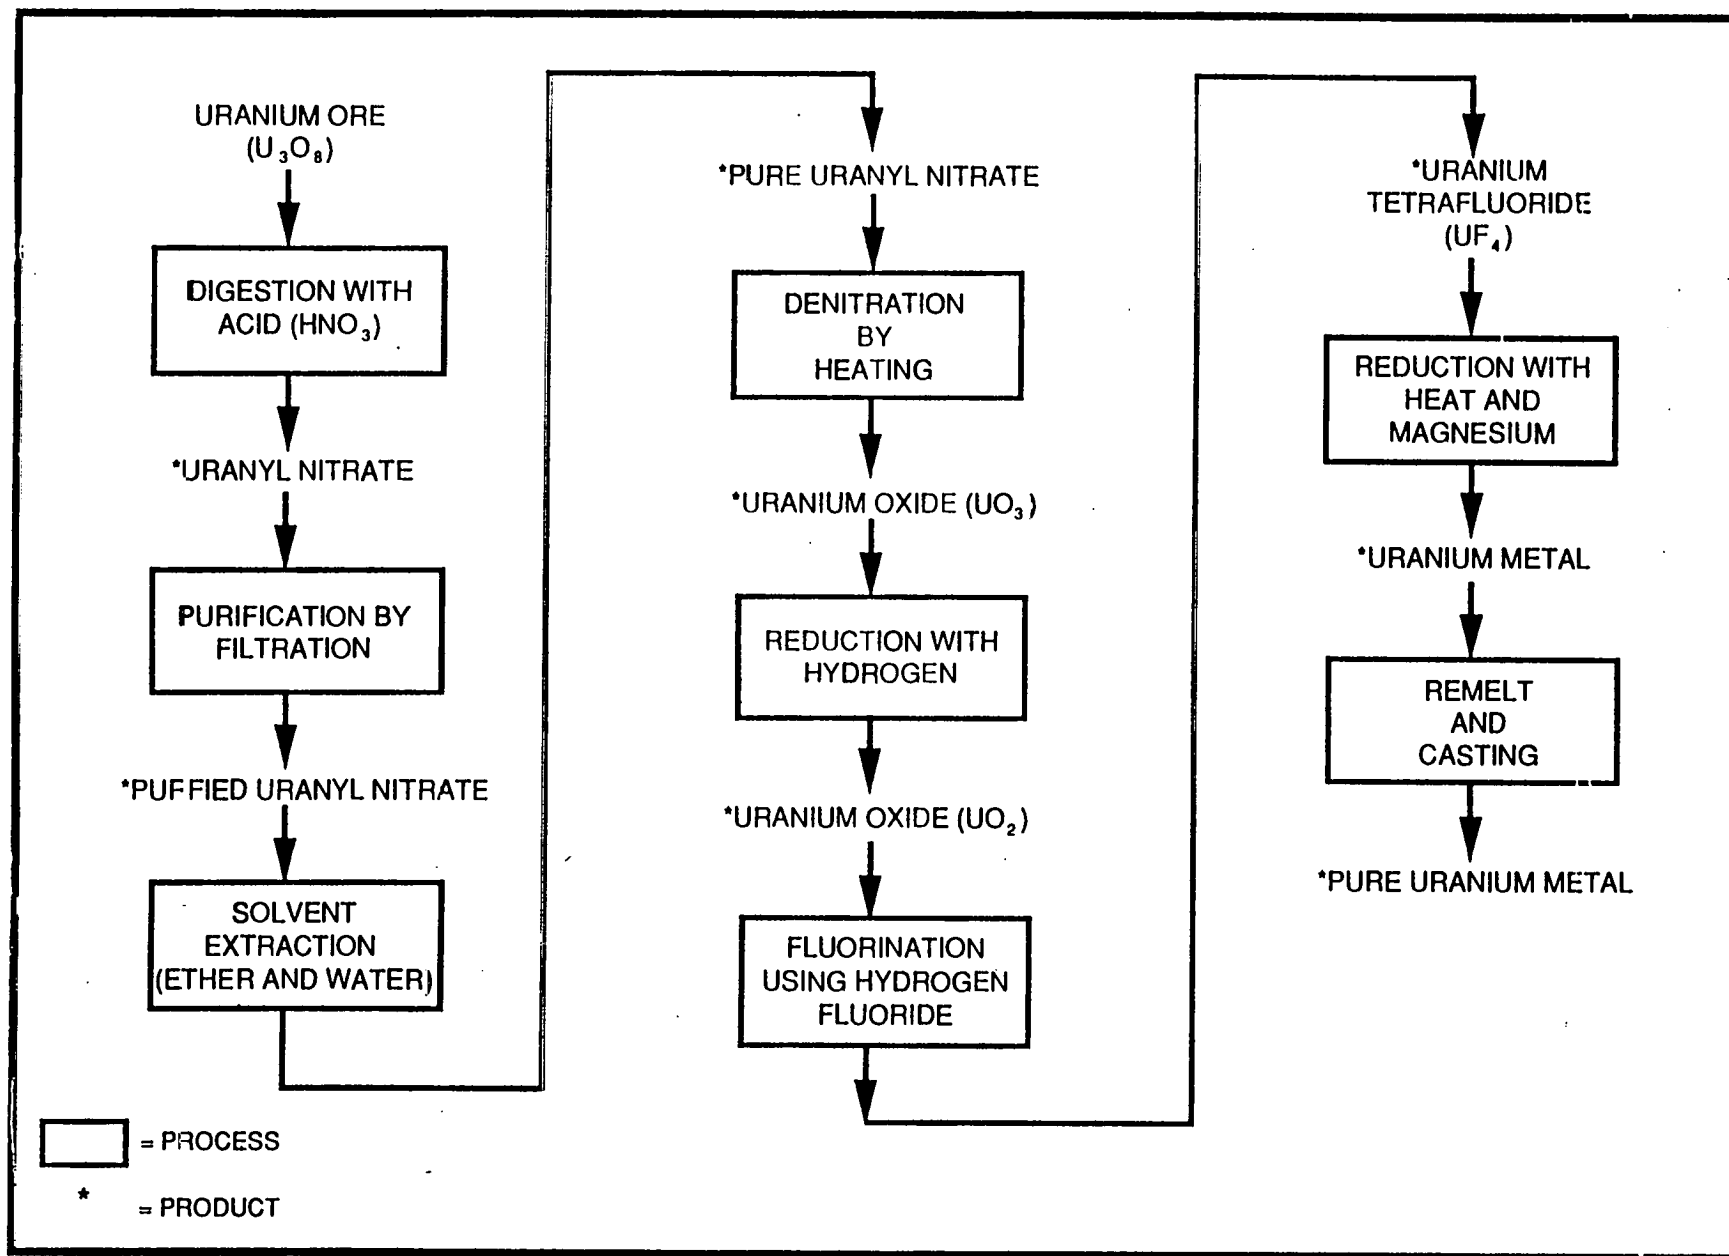 URANIUM ORE
(U₃O₈)
DIGESTION WITH
ACID (HNO₃)
*URANYL NITRATE
PURIFICATION BY
FILTRATION
*PUFFIED URANYL NITRATE
SOLVENT
EXTRACTION
(ETHER AND WATER)
*PURE URANYL NITRATE
DENITRATION
BY
HEATING
*URANIUM OXIDE (UO₃)
REDUCTION WITH
HYDROGEN
*URANIUM OXIDE (UO₂)
FLUORINATION
USING HYDROGEN
FLUORIDE
*URANIUM
TETRAFLUORIDE
(UF₄)
REDUCTION WITH
HEAT AND
MAGNESIUM
*URANIUM METAL
REMELT
AND
CASTING
*PURE URANIUM METAL
= PROCESS
* = PRODUCT